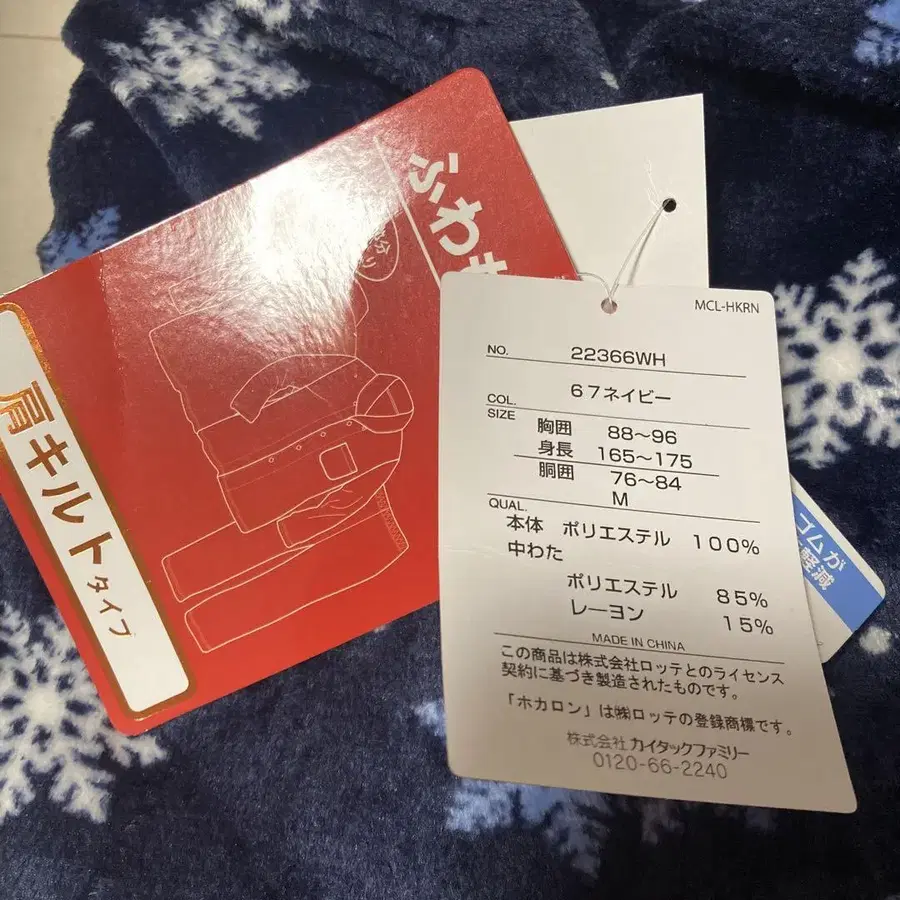 ふわ
肩キルトタイプ
MCL-HKRN
NO. 22366WH
COL. 67ネイビー
SIZE
胸囲 88〜96
身長 165〜175
胴囲 76〜84
M
QUAL.
本体 ポリエステル 100%
中わた
ポリエステル 85%
レーヨン 15%
MADE IN CHINA
この商品は株式会社ロッテとのライセンス
契約に基づき製造されたものです。
「ホカロン」は㈱ロッテの登録商標です。
株式会社カイタックファミリー
0120-66-2240
ゴムが
軽減